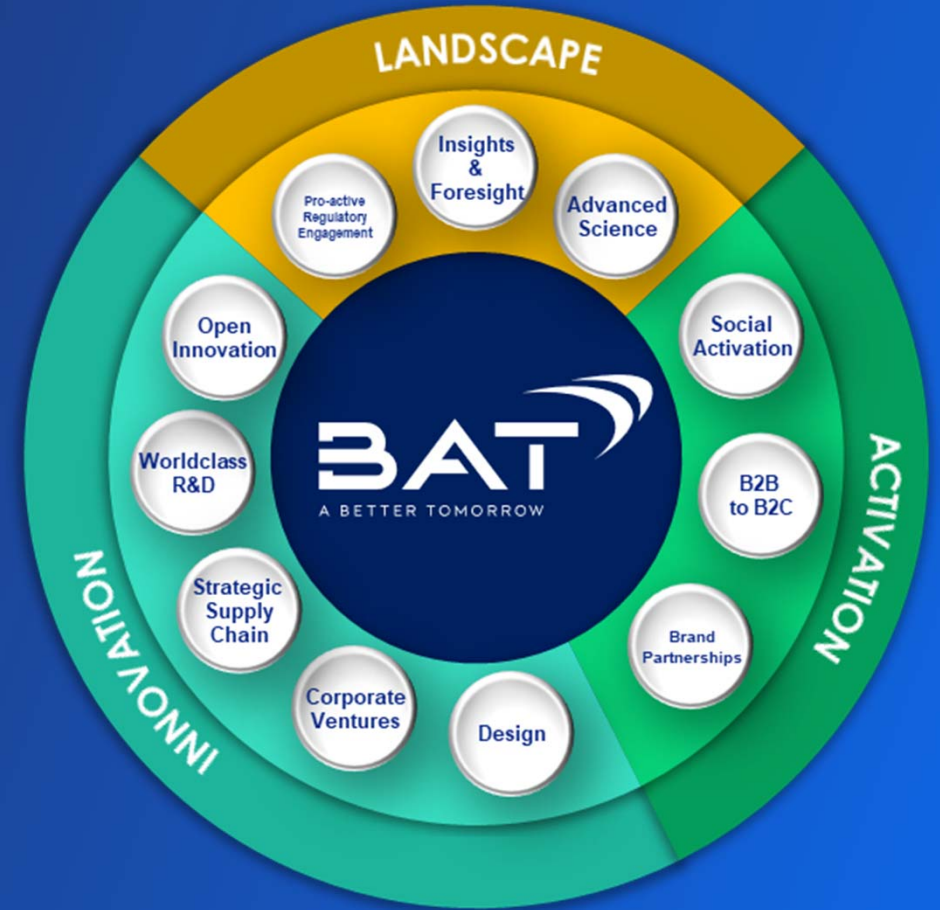 LANDSCAPE
Insights
&
Foresight
Pro-active
Regulatory
Engagement
Advanced
Science
Open
Innovation
Social
Activation
Worldclass
R&D
B2B
to B2C
Strategic
Supply
Chain
Brand
Partnerships
Corporate
Ventures
Design
BAT
A BETTER TOMORROW
ACTIVATION
INNOVATION